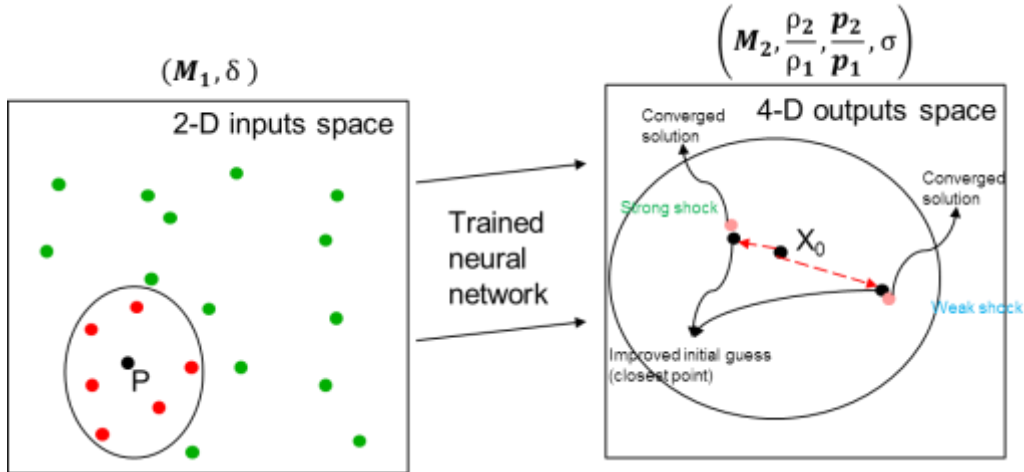 (M₁, δ)
2-D inputs space
P
Trained
neural
network
(M₂, ρ₂/ρ₁, p₂/p₁, σ)
4-D outputs space
Converged
solution
Converged
solution
Strong shock
X₀
Weak shock
Improved initial guess
(closest point)